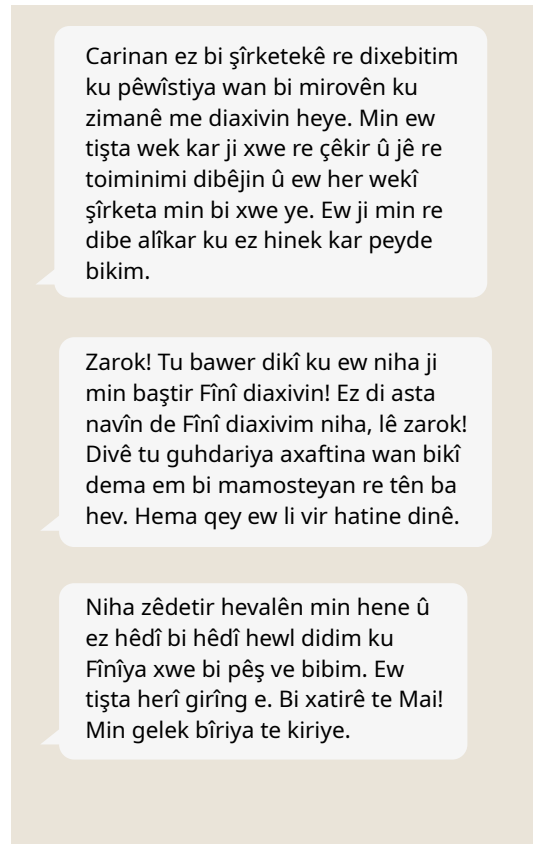 Carinan ez bi şîrketekê re dixebitim
ku pêwîstiya wan bi mirovên ku
zimanê me diaxivin heye. Min ew
tişta wek kar ji xwe re çêkir û jê re
toiminimi dibêjin û ew her wekî
şîrketa min bi xwe ye. Ew ji min re
dibe alîkar ku ez hinek kar peyde
bikim.
Zarok! Tu bawer dikî ku ew niha ji
min baştir Fînî diaxivin! Ez di asta
navîn de Fînî diaxivim niha, lê zarok!
Divê tu guhdariya axaftina wan bikî
dema em bi mamosteyan re tên ba
hev. Hema qey ew li vir hatine dinê.
Niha zêdetir hevalên min hene û
ez hêdî bi hêdî hewl didim ku
Fînîya xwe bi pêş ve bibim. Ew
tişta herî girîng e. Bi xatirê te Mai!
Min gelek bîriya te kiriye.